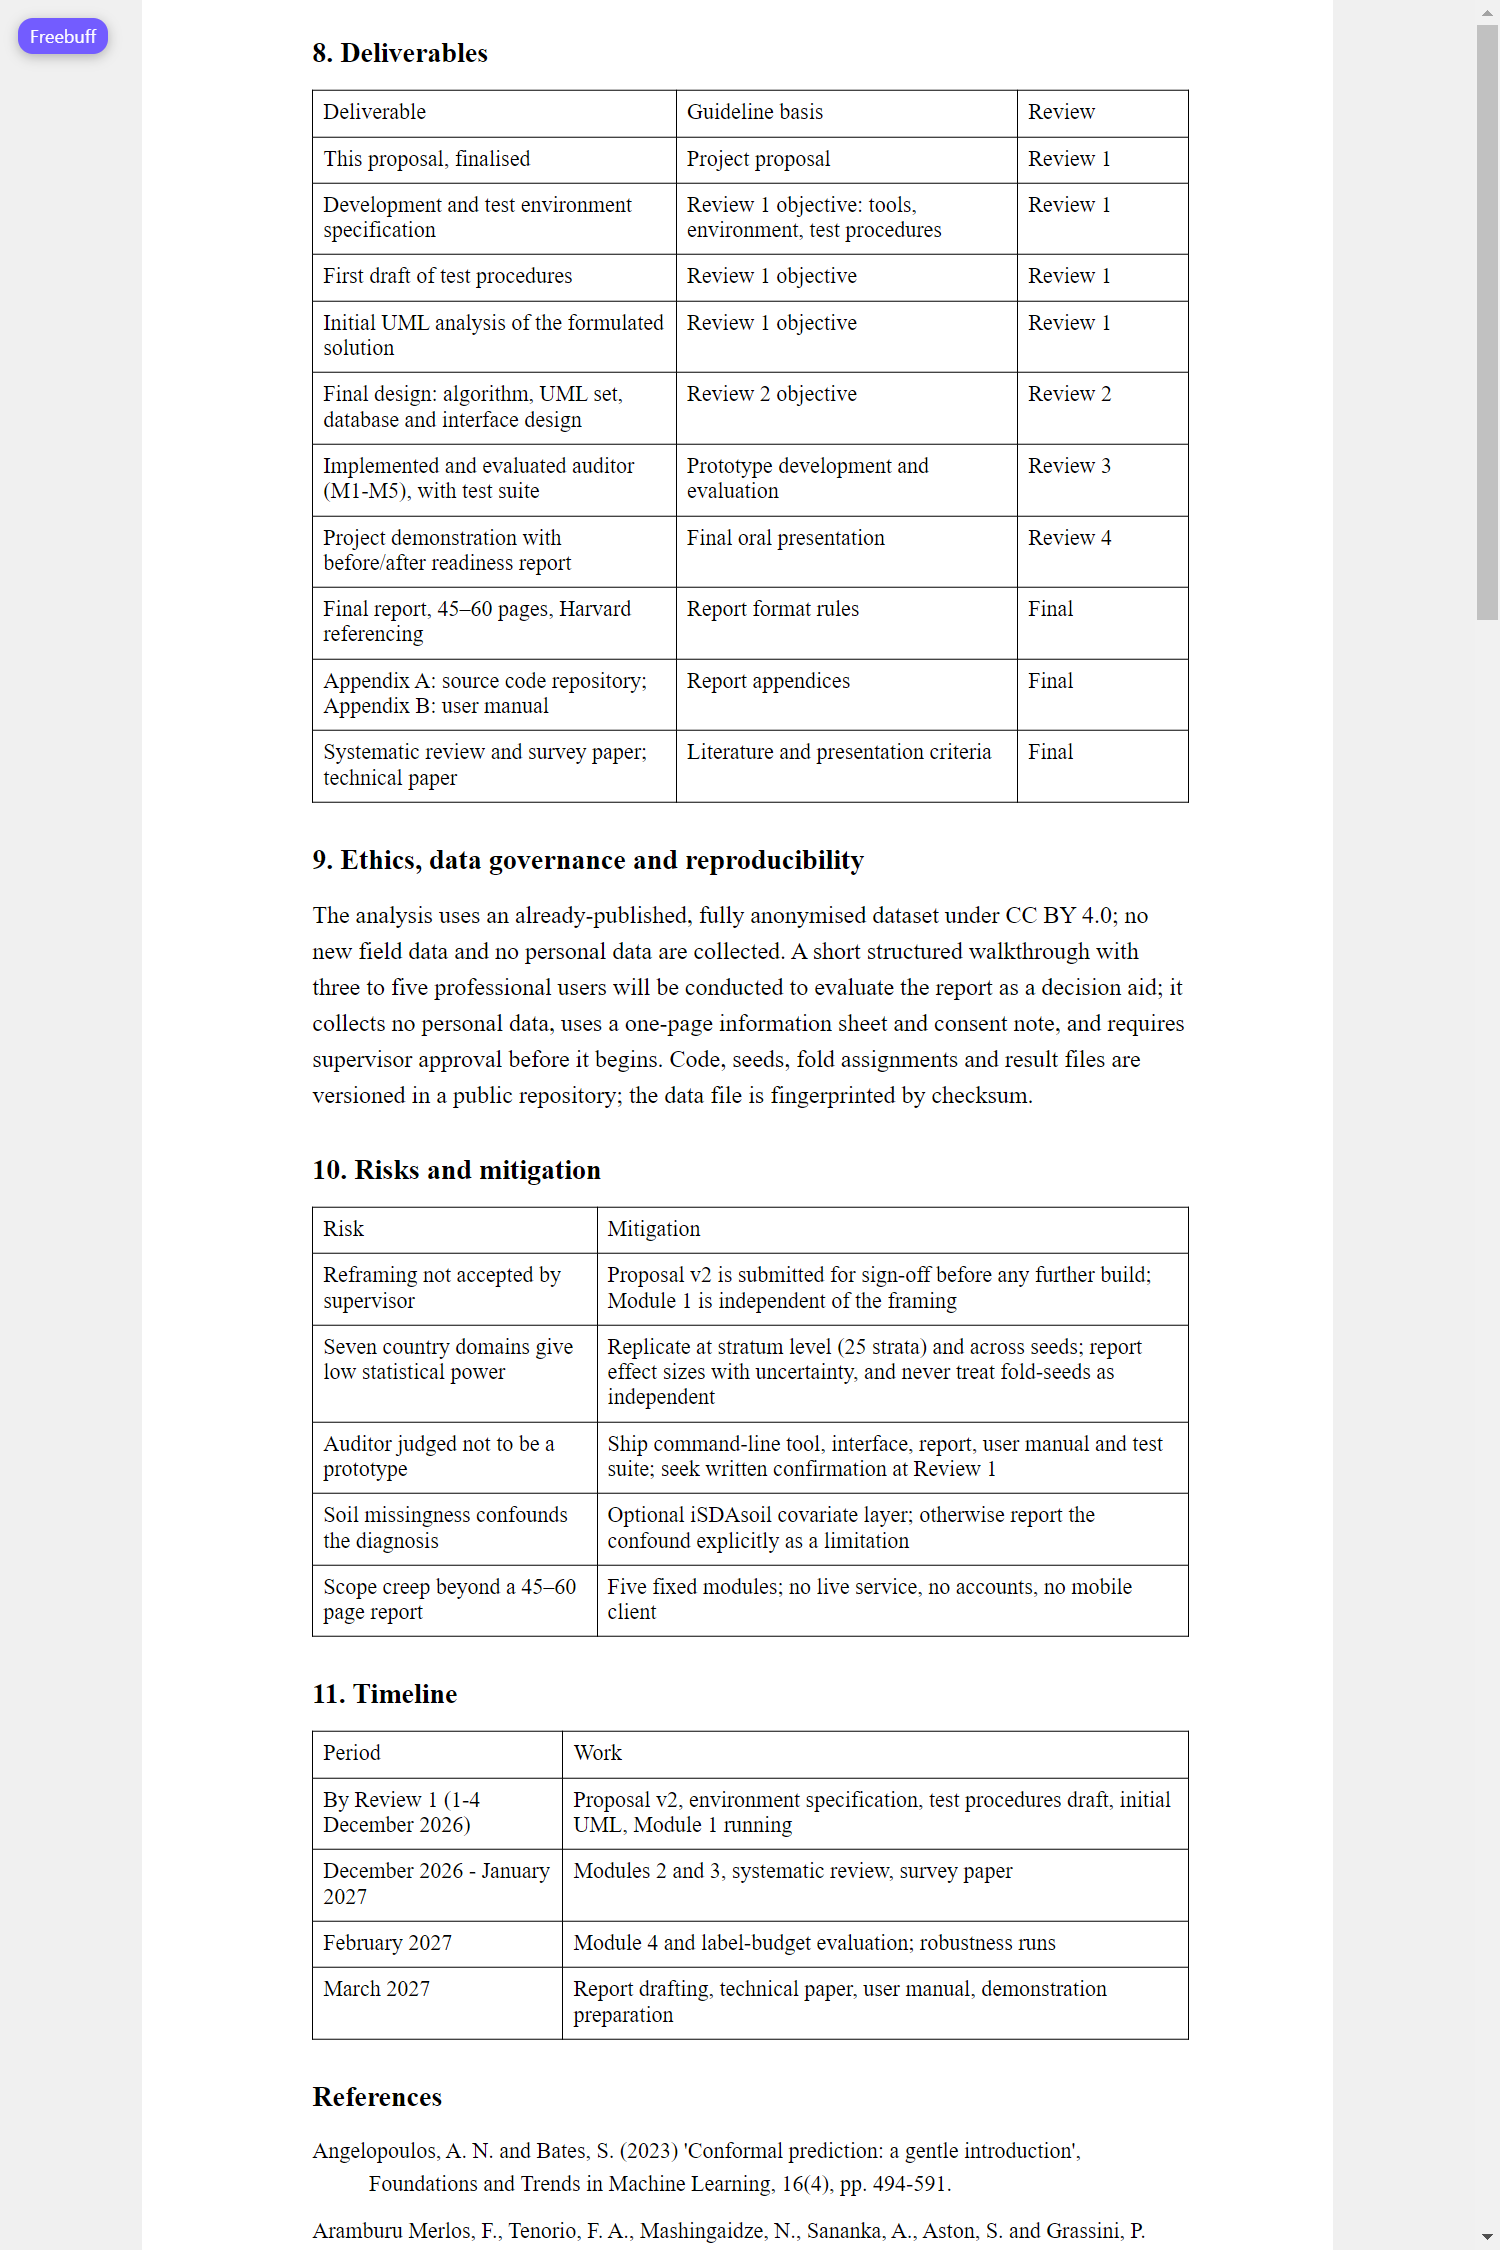 Freebuff
8. Deliverables
Deliverable Guideline basis Review
This proposal, finalised Project proposal Review 1
Development and test environment
specification
Review 1 objective: tools,
environment, test procedures
Review 1
First draft of test procedures Review 1 objective Review 1
Initial UML analysis of the formulated
solution
Review 1 objective
Review 1
Final design: algorithm, UML set,
database and interface design
Review 2 objective
Review 2
Implemented and evaluated auditor
(M1-M5), with test suite
Prototype development and
evaluation
Review 3
Project demonstration with
before/after readiness report
Final oral presentation
Review 4
Final report, 45–60 pages, Harvard
referencing
Report format rules
Final
Appendix A: source code repository;
Appendix B: user manual
Report appendices
Final
Systematic review and survey paper;
technical paper
Literature and presentation criteria
Final
9. Ethics, data governance and reproducibility
The analysis uses an already-published, fully anonymised dataset under CC BY 4.0; no
new field data and no personal data are collected. A short structured walkthrough with
three to five professional users will be conducted to evaluate the report as a decision aid; it
collects no personal data, uses a one-page information sheet and consent note, and requires
supervisor approval before it begins. Code, seeds, fold assignments and result files are
versioned in a public repository; the data file is fingerprinted by checksum.
10. Risks and mitigation
Risk Mitigation
Reframing not accepted by
supervisor
Proposal v2 is submitted for sign-off before any further build;
Module 1 is independent of the framing
Seven country domains give
low statistical power
Replicate at stratum level (25 strata) and across seeds; report
effect sizes with uncertainty, and never treat fold-seeds as
independent
Auditor judged not to be a
prototype
Ship command-line tool, interface, report, user manual and test
suite; seek written confirmation at Review 1
Soil missingness confounds
the diagnosis
Optional iSDAsoil covariate layer; otherwise report the
confound explicitly as a limitation
Scope creep beyond a 45–60
page report
Five fixed modules; no live service, no accounts, no mobile
client
11. Timeline
Period Work
By Review 1 (1-4
December 2026)
Proposal v2, environment specification, test procedures draft, initial
UML, Module 1 running
December 2026 - January
2027
Modules 2 and 3, systematic review, survey paper
February 2027 Module 4 and label-budget evaluation; robustness runs
March 2027
Report drafting, technical paper, user manual, demonstration
preparation
References
Angelopoulos, A. N. and Bates, S. (2023) 'Conformal prediction: a gentle introduction',
Foundations and Trends in Machine Learning, 16(4), pp. 494-591.
Aramburu Merlos, F., Tenorio, F. A., Mashingaidze, N., Sananka, A., Aston, S. and Grassini, P.